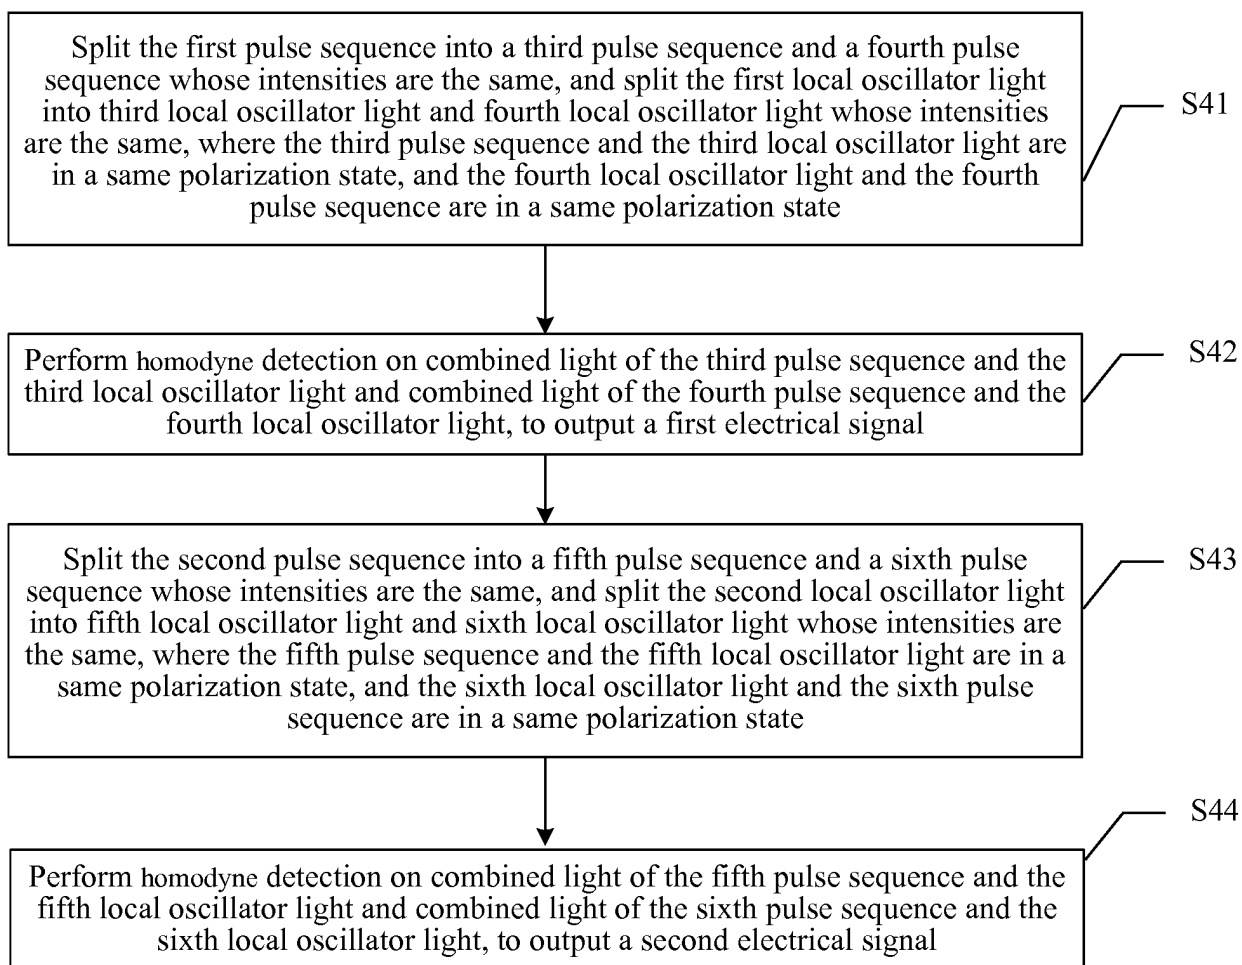 Split the first pulse sequence into a third pulse sequence and a fourth pulse
sequence whose intensities are the same, and split the first local oscillator light
into third local oscillator light and fourth local oscillator light whose intensities
are the same, where the third pulse sequence and the third local oscillator light are
in a same polarization state, and the fourth local oscillator light and the fourth
pulse sequence are in a same polarization state
S41
Perform homodyne detection on combined light of the third pulse sequence and the
third local oscillator light and combined light of the fourth pulse sequence and the
fourth local oscillator light, to output a first electrical signal
S42
Split the second pulse sequence into a fifth pulse sequence and a sixth pulse
sequence whose intensities are the same, and split the second local oscillator light
into fifth local oscillator light and sixth local oscillator light whose intensities are
the same, where the fifth pulse sequence and the fifth local oscillator light are in a
same polarization state, and the sixth local oscillator light and the sixth pulse
sequence are in a same polarization state
S43
Perform homodyne detection on combined light of the fifth pulse sequence and the
fifth local oscillator light and combined light of the sixth pulse sequence and the
sixth local oscillator light, to output a second electrical signal
S44